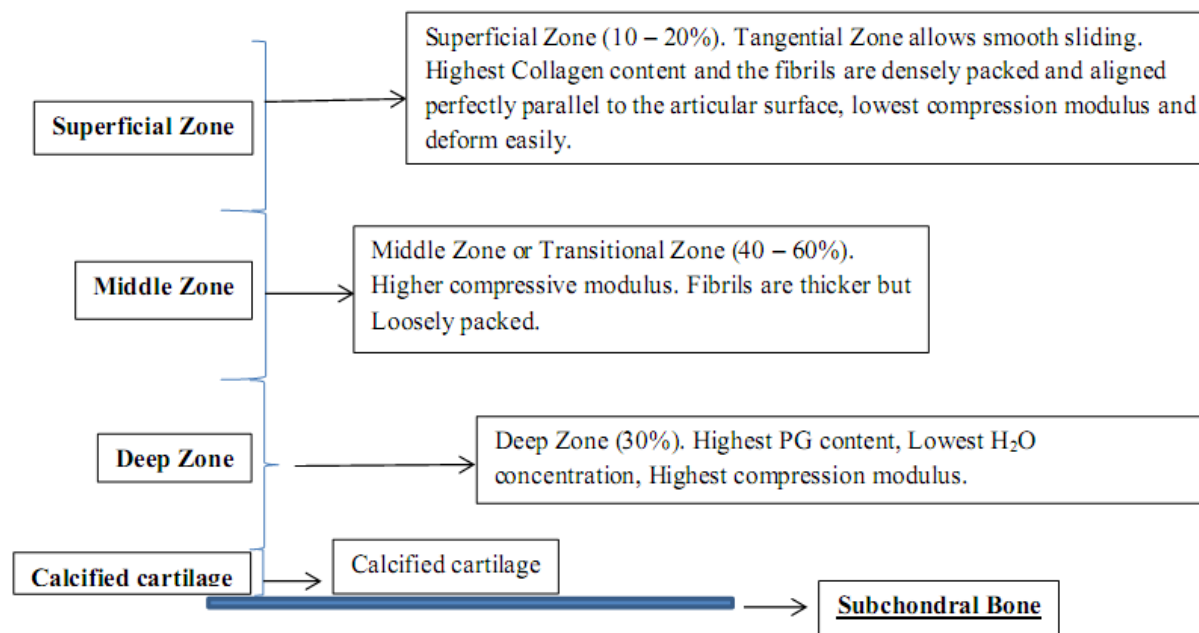 Superficial Zone (10 – 20%). Tangential Zone allows smooth sliding.
Highest Collagen content and the fibrils are densely packed and aligned
perfectly parallel to the articular surface, lowest compression modulus and
deform easily.
Superficial Zone
Middle Zone or Transitional Zone (40 – 60%).
Higher compressive modulus. Fibrils are thicker but
Loosely packed.
Middle Zone
Deep Zone (30%). Highest PG content, Lowest H₂O
concentration, Highest compression modulus.
Deep Zone
Calcified cartilage
Calcified cartilage
Subchondral Bone